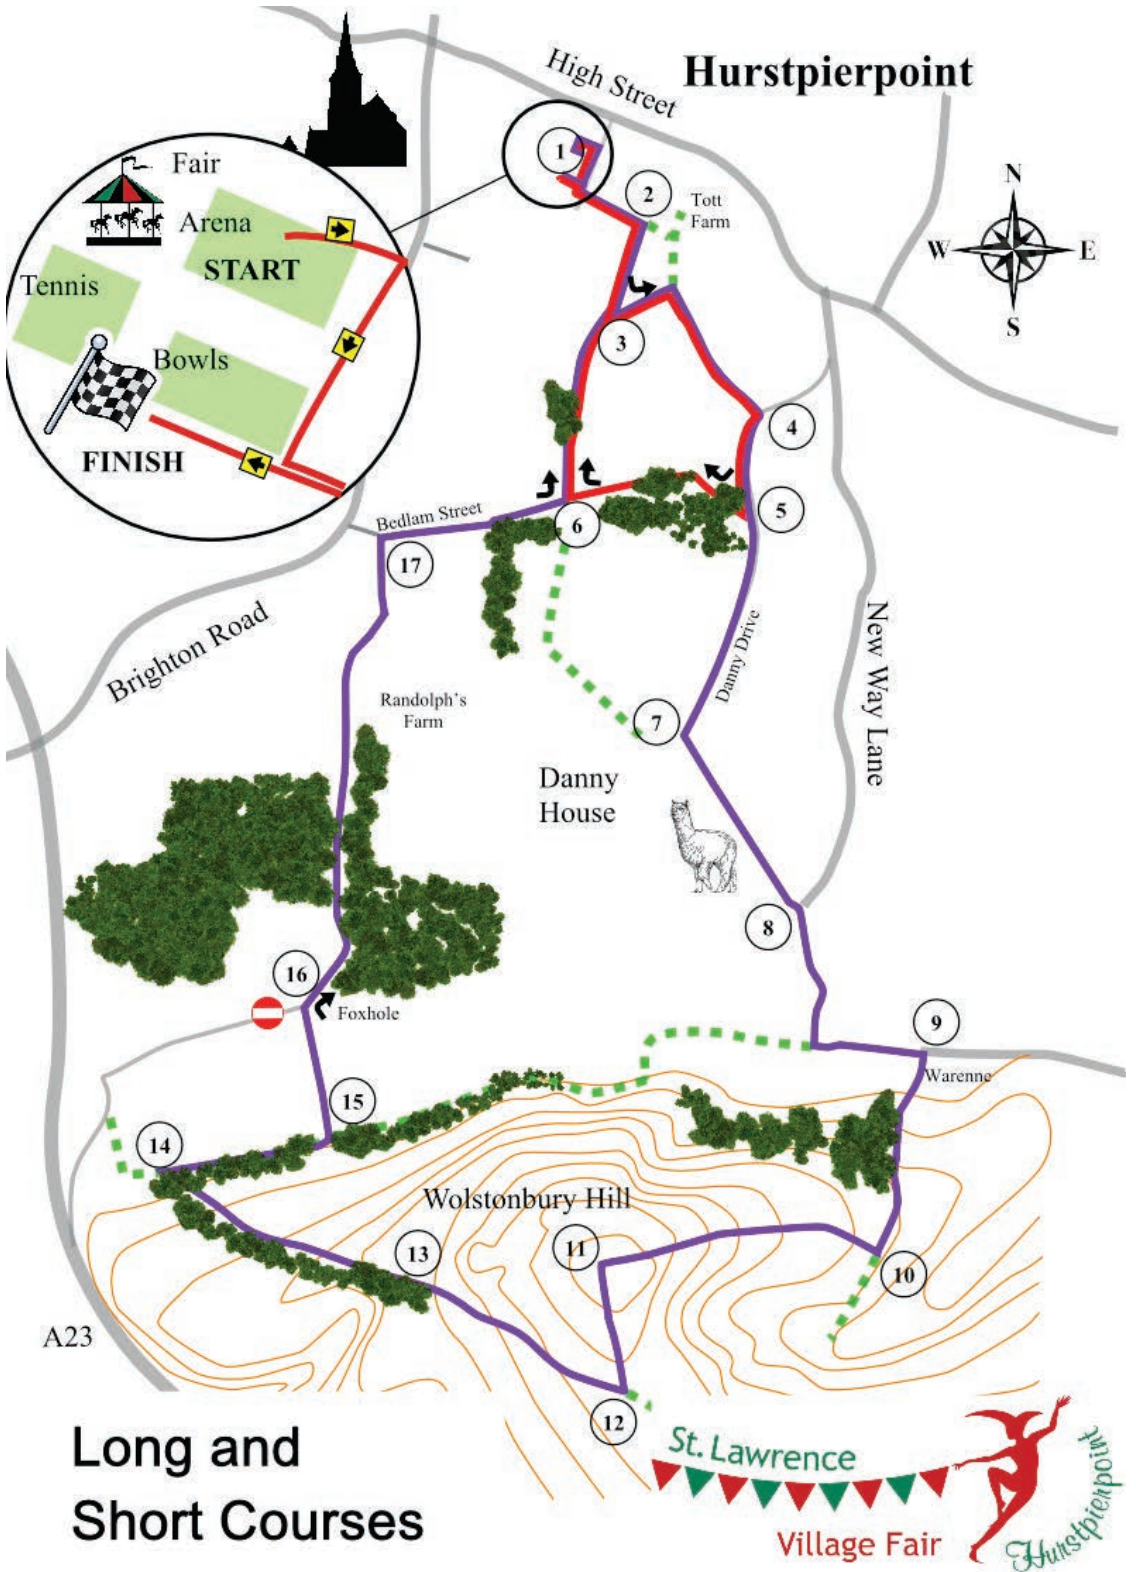 High Street
Hurstpierpoint
1
Fair
2
Tott
Farm
Arena
START
N
W
E
S
Tennis
3
Bowls
4
FINISH
5
Bedlam Street
6
17
Brighton Road
Danny Drive
New Way Lane
Randolph's
Farm
7
Danny
House
8
16
Foxhole
9
Warenne
15
14
Wolstonbury Hill
13
11
10
A23
12
Long and
Short Courses
St. Lawrence
Village Fair
Hurstpierpoint